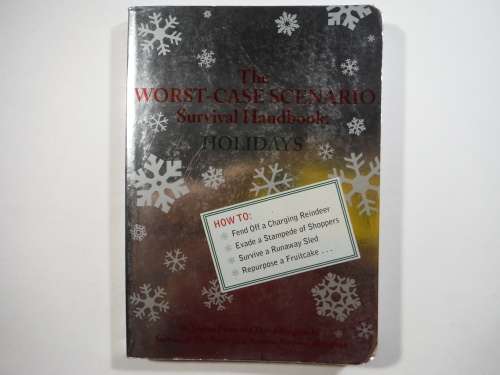 The
WORST-CASE SCENARIO
Survival Handbook:
HOLIDAYS
HOW TO:
Fend Off a Charging Reindeer
Evade a Stampede of Shoppers
Survive a Runaway Sled
Repurpose a Fruitcake . . .